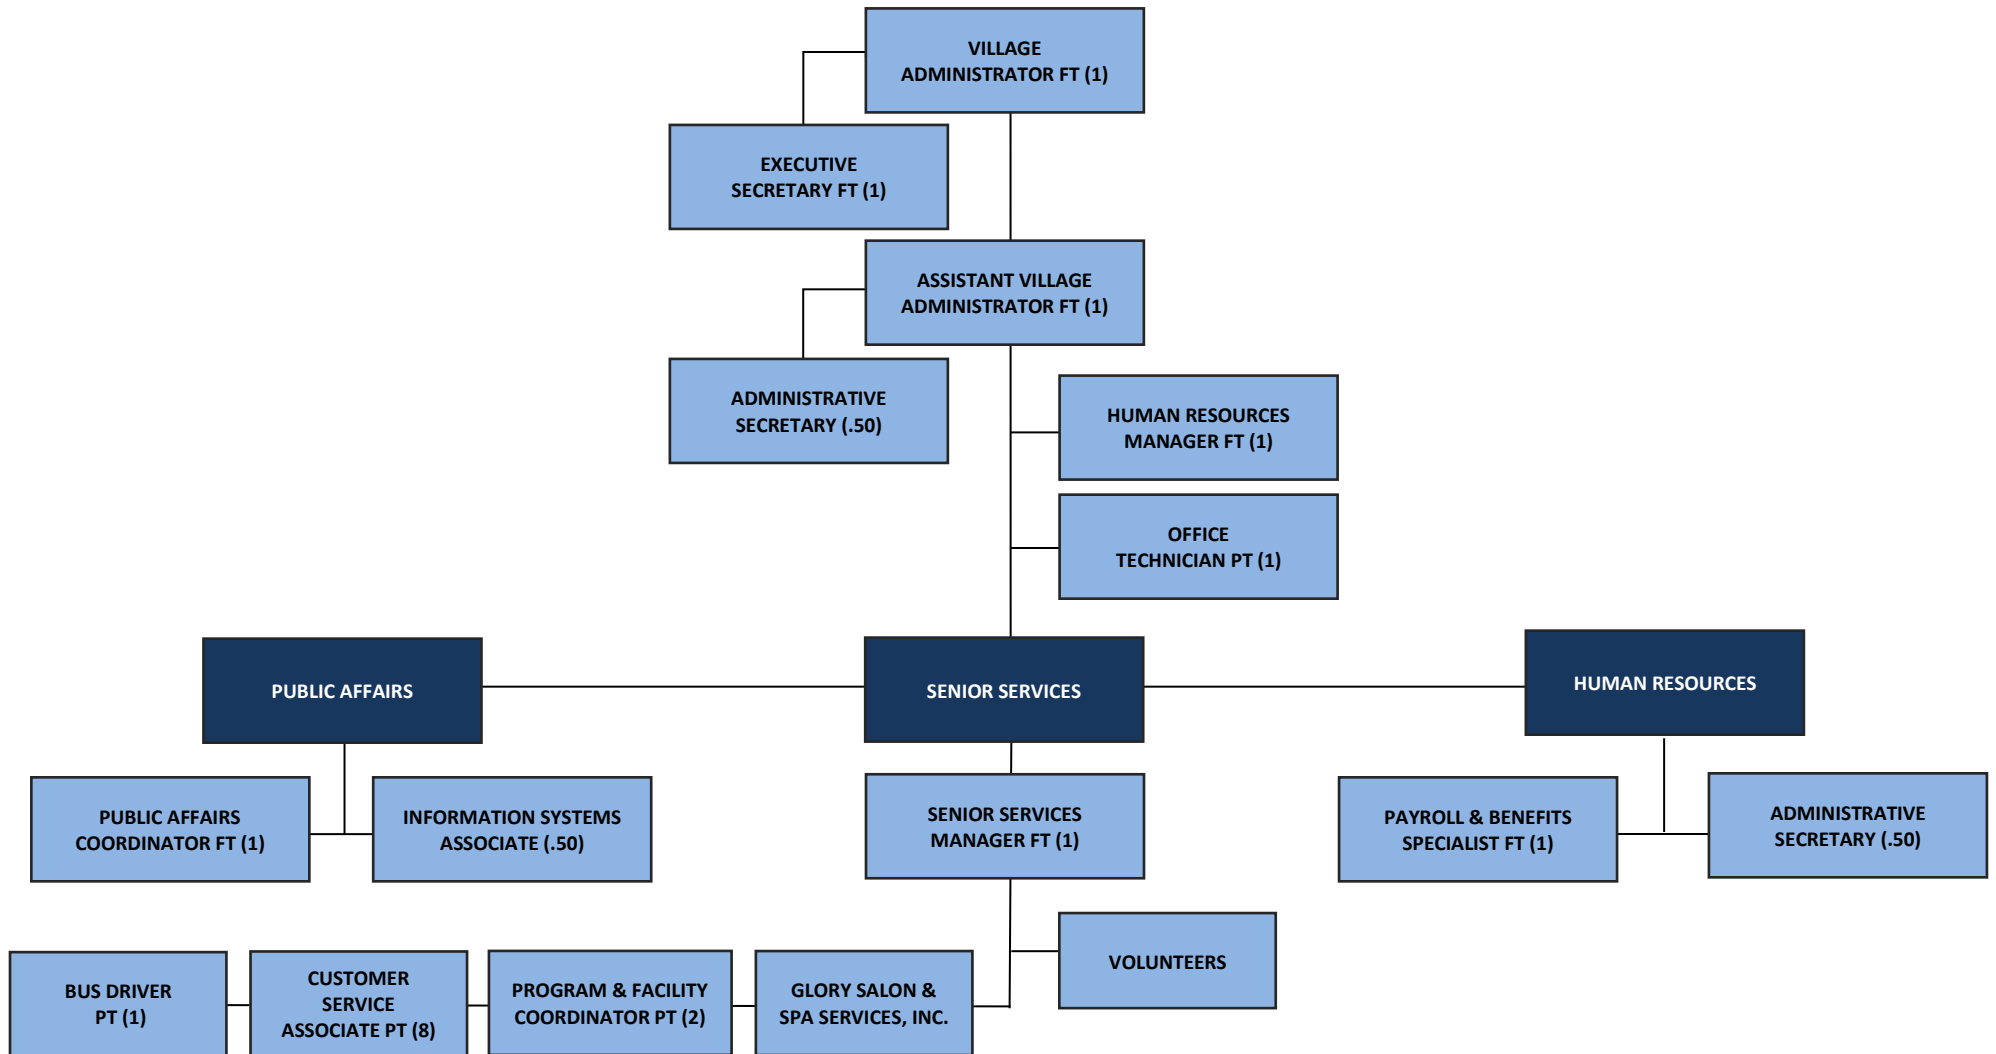 VILLAGE
ADMINISTRATOR FT (1)
EXECUTIVE
SECRETARY FT (1)
ASSISTANT VILLAGE
ADMINISTRATOR FT (1)
ADMINISTRATIVE
SECRETARY (.50)
HUMAN RESOURCES
MANAGER FT (1)
OFFICE
TECHNICIAN PT (1)
PUBLIC AFFAIRS
SENIOR SERVICES
HUMAN RESOURCES
PUBLIC AFFAIRS
COORDINATOR FT (1)
INFORMATION SYSTEMS
ASSOCIATE (.50)
SENIOR SERVICES
MANAGER FT (1)
PAYROLL & BENEFITS
SPECIALIST FT (1)
ADMINISTRATIVE
SECRETARY (.50)
VOLUNTEERS
BUS DRIVER
PT (1)
CUSTOMER
SERVICE
ASSOCIATE PT (8)
PROGRAM & FACILITY
COORDINATOR PT (2)
GLORY SALON &
SPA SERVICES, INC.